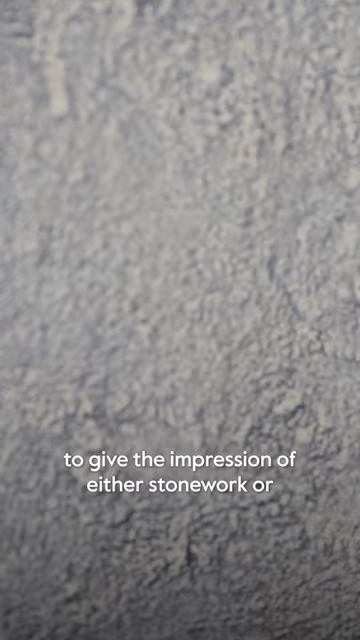 to give the impression of
either stonework or